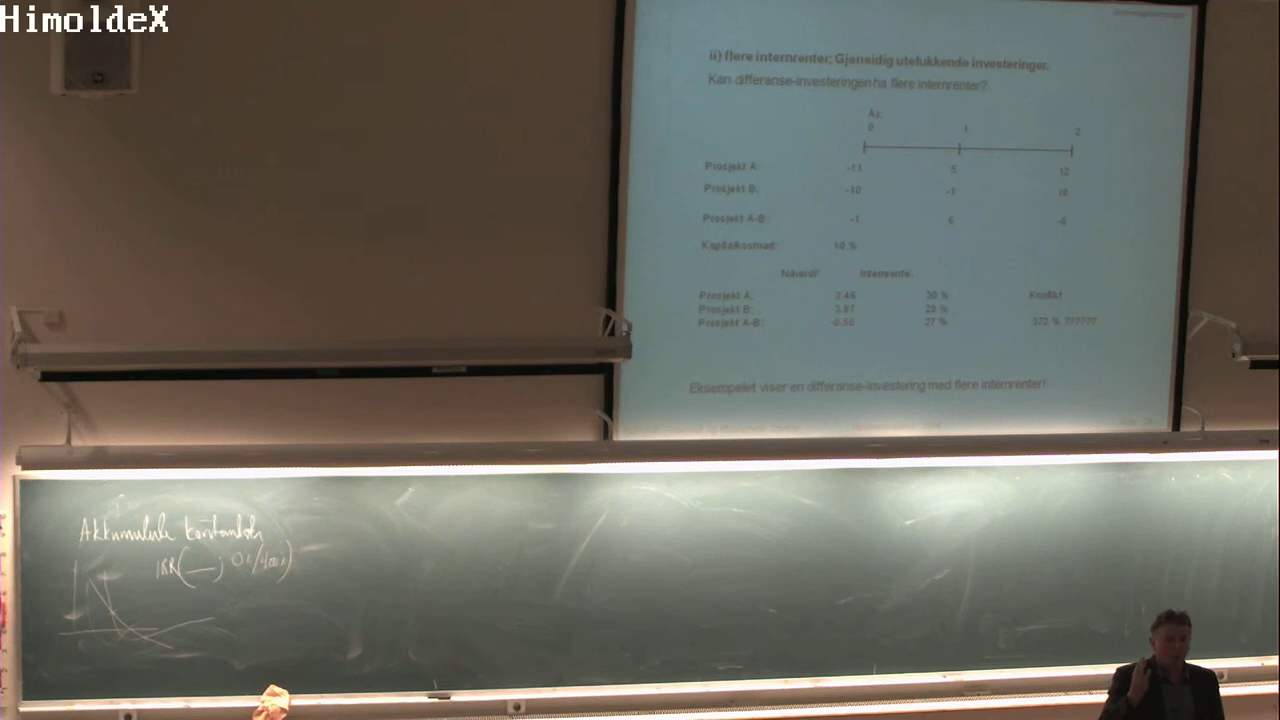 HimoldeX
ii) flere internrenter; Gjensidig utelukkende investeringer.
Kan differanse-investeringen ha flere internrenter?
År:
0 1 2
Prosjekt A: -11 5 12
Prosjekt B: -10 -1 18
Prosjekt A-B: -1 6 -6
Kapitalkostnad: 10 %
Nåverdi Internrente.
Prosjekt A: 3.46 30 % Konflikt
Prosjekt B: 3.97 29 %
Prosjekt A-B: -0.50 27 % 373 % ??????
Eksempelet viser en differanse-investering med flere internrenter!
Akkumulerte
IRR(